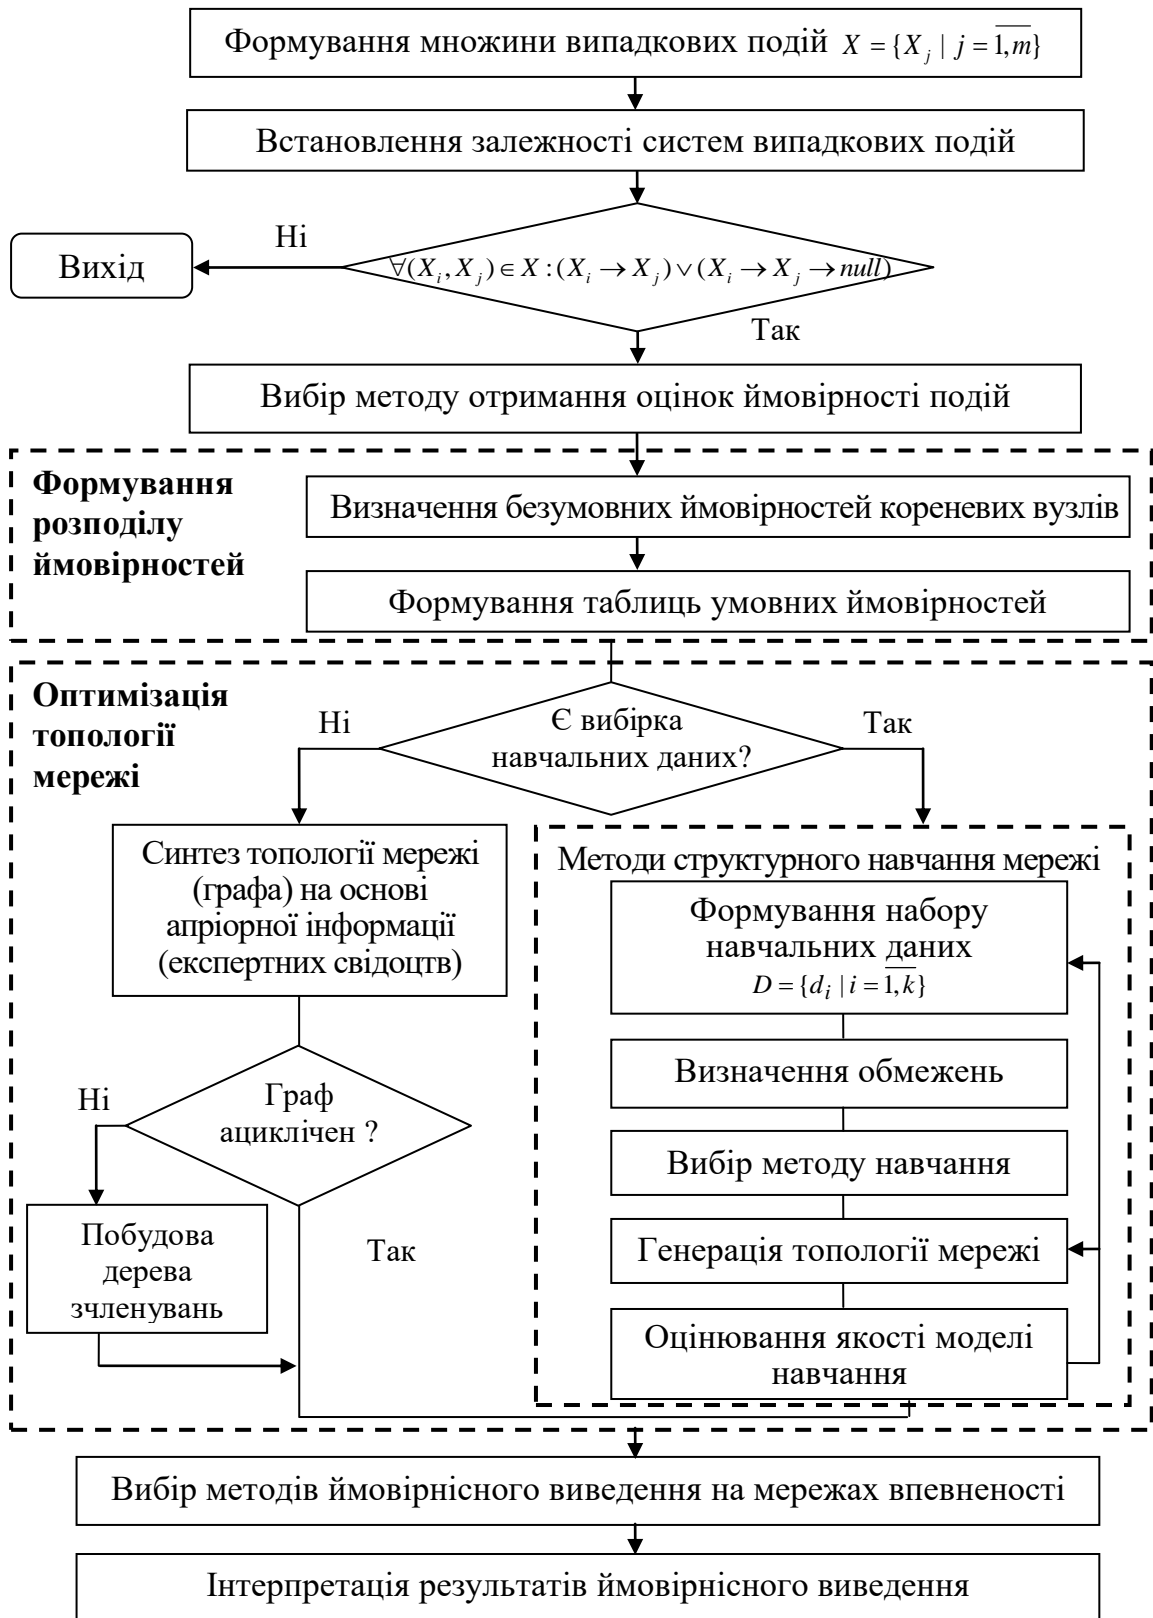 Формування множини випадкових подій X = {X_j | j = \overline{1,m}}
Встановлення залежності систем випадкових подій
Ні
Вихід
∀(X_i, X_j) ∈ X : (X_i → X_j) ∨ (X_i → X_j → null)
Так
Вибір методу отримання оцінок ймовірності подій
Формування
розподілу
ймовірностей
Визначення безумовних ймовірностей кореневих вузлів
Формування таблиць умовних ймовірностей
Оптимізація
топології
мережі
Ні
Є вибірка
навчальних даних?
Так
Синтез топології мережі
(графа) на основі
апріорної інформації
(експертних свідоцтв)
Ні
Граф
ациклічен ?
Побудова
дерева
зчленувань
Так
Методи структурного навчання мережі
Формування набору
навчальних даних
D = {d_i | i = \overline{1,k}}
Визначення обмежень
Вибір методу навчання
Генерація топології мережі
Оцінювання якості моделі
навчання
Вибір методів ймовірнісного виведення на мережах впевненості
Інтерпретація результатів ймовірнісного виведення